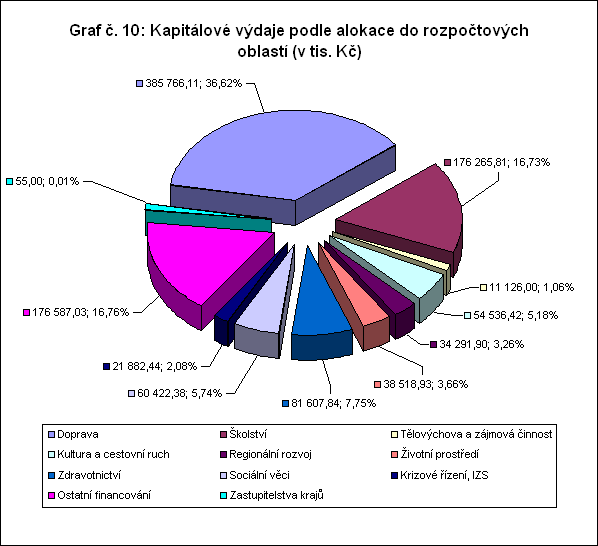 Graf č. 10: Kapitálové výdaje podle alokace do rozpočtových
oblastí (v tis. Kč)
385 766,11; 36,62%
176 265,81; 16,73%
55,00; 0,01%
11 126,00; 1,06%
176 587,03; 16,76%
54 536,42; 5,18%
34 291,90; 3,26%
21 882,44; 2,08%
38 518,93; 3,66%
60 422,38; 5,74%
81 607,84; 7,75%
Doprava
Školství
Tělovýchova a zájmová činnost
Kultura a cestovní ruch
Regionální rozvoj
Životní prostředí
Zdravotnictví
Sociální věci
Krizové řízení, IZS
Ostatní financování
Zastupitelstva krajů